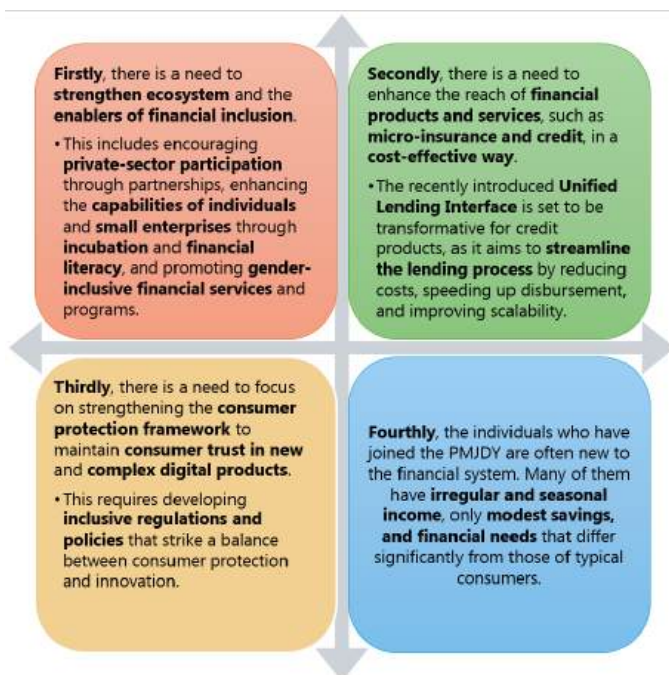 Firstly, there is a need to
strengthen ecosystem and the
enablers of financial inclusion.
• This includes encouraging
private-sector participation
through partnerships, enhancing
the capabilities of individuals
and small enterprises through
incubation and financial
literacy, and promoting gender-
inclusive financial services and
programs.
Secondly, there is a need to
enhance the reach of financial
products and services, such as
micro-insurance and credit, in a
cost-effective way.
• The recently introduced Unified
Lending Interface is set to be
transformative for credit
products, as it aims to streamline
the lending process by reducing
costs, speeding up disbursement,
and improving scalability.
Thirdly, there is a need to focus
on strengthening the consumer
protection framework to
maintain consumer trust in new
and complex digital products.
• This requires developing
inclusive regulations and
policies that strike a balance
between consumer protection
and innovation.
Fourthly, the individuals who have
joined the PMJDY are often new to
the financial system. Many of them
have irregular and seasonal
income, only modest savings,
and financial needs that differ
significantly from those of typical
consumers.